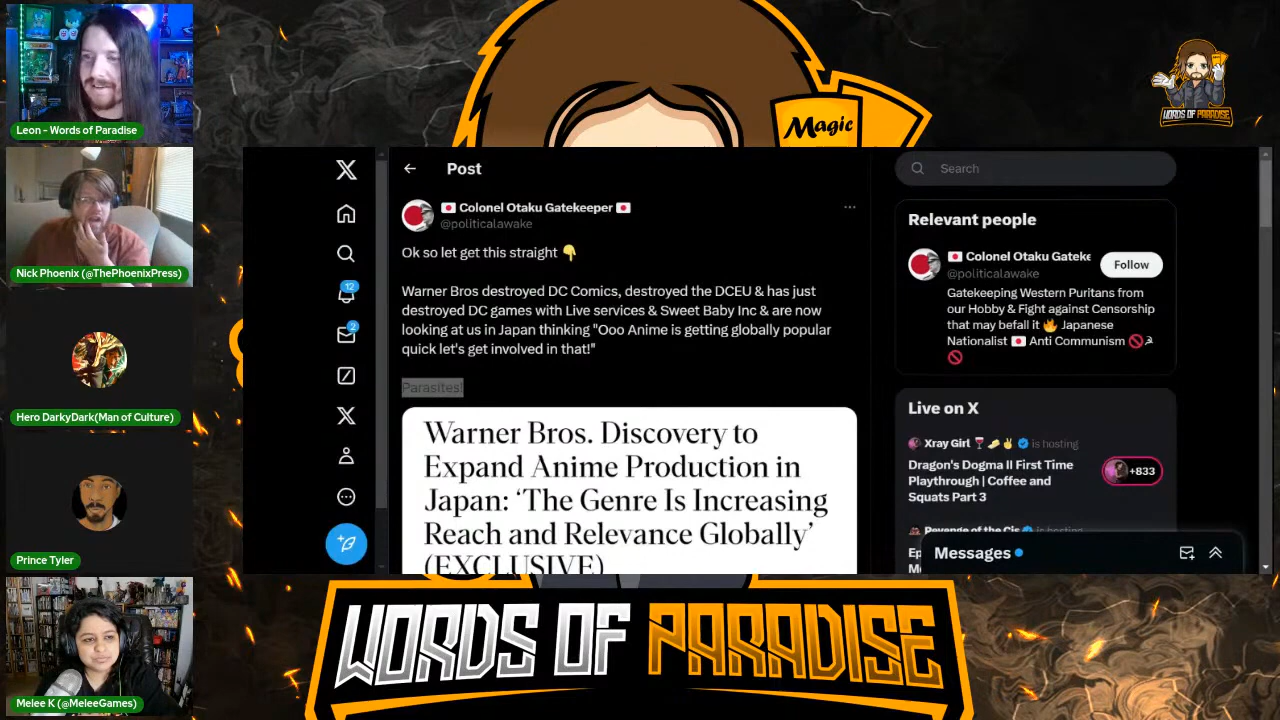 Leon - Words of Paradise
Nick Phoenix (@ThePhoenixPress)
Hero DarkyDark(Man of Culture)
Prince Tyler
Melee K (@MeleeGames)
Magic
WORDS OF PARADISE
12
2
Post
🇯🇵 Colonel Otaku Gatekeeper 🇯🇵
@politicalawake
Ok so let get this straight 👇
Warner Bros destroyed DC Comics, destroyed the DCEU & has just
destroyed DC games with Live services & Sweet Baby Inc & are now
looking at us in Japan thinking "Ooo Anime is getting globally popular
quick let's get involved in that!"
Parasites!
Warner Bros. Discovery to
Expand Anime Production in
Japan: ‘The Genre Is Increasing
Reach and Relevance Globally’
(EXCLUSIVE)
Search
Relevant people
🇯🇵 Colonel Otaku Gateke
@politicalawake
Follow
Gatekeeping Western Puritans from
our Hobby & Fight against Censorship
that may befall it 🔥 Japanese
Nationalist 🇯🇵 Anti Communism 🚫☭
🚫
Live on X
Xray Girl 🍷 ✌ is hosting
Dragon's Dogma II First Time
Playthrough | Coffee and
Squats Part 3
+833
Revenge of the Cis is hosting
Ep
Messages
WORDS OF PARADISE